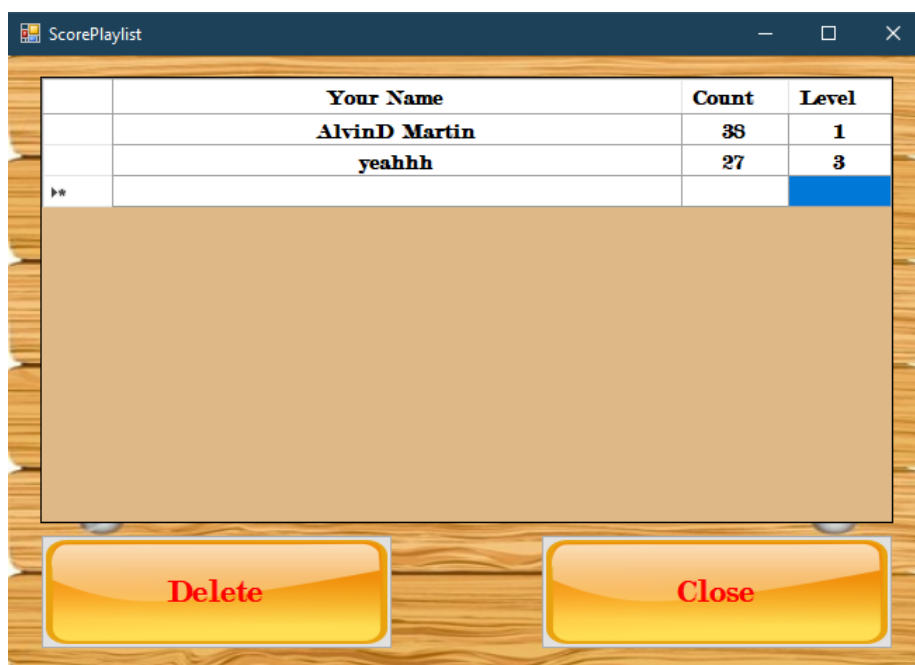 ScorePlaylist
Your Name Count Level
AlvinD Martin 38 1
yeahhh 27 3
Delete Close